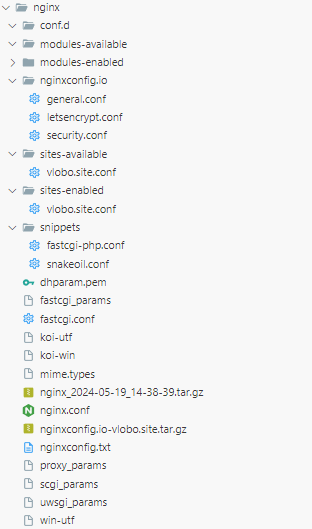 nginx
conf.d
modules-available
modules-enabled
nginxconfig.io
general.conf
letsencrypt.conf
security.conf
sites-available
vlobo.site.conf
sites-enabled
vlobo.site.conf
snippets
fastcgi-php.conf
snakeoil.conf
dhparam.pem
fastcgi_params
fastcgi.conf
koi-utf
koi-win
mime.types
nginx_2024-05-19_14-38-39.tar.gz
nginx.conf
nginxconfig.io-vlobo.site.tar.gz
nginxconfig.txt
proxy_params
scgi_params
uwsgi_params
win-utf